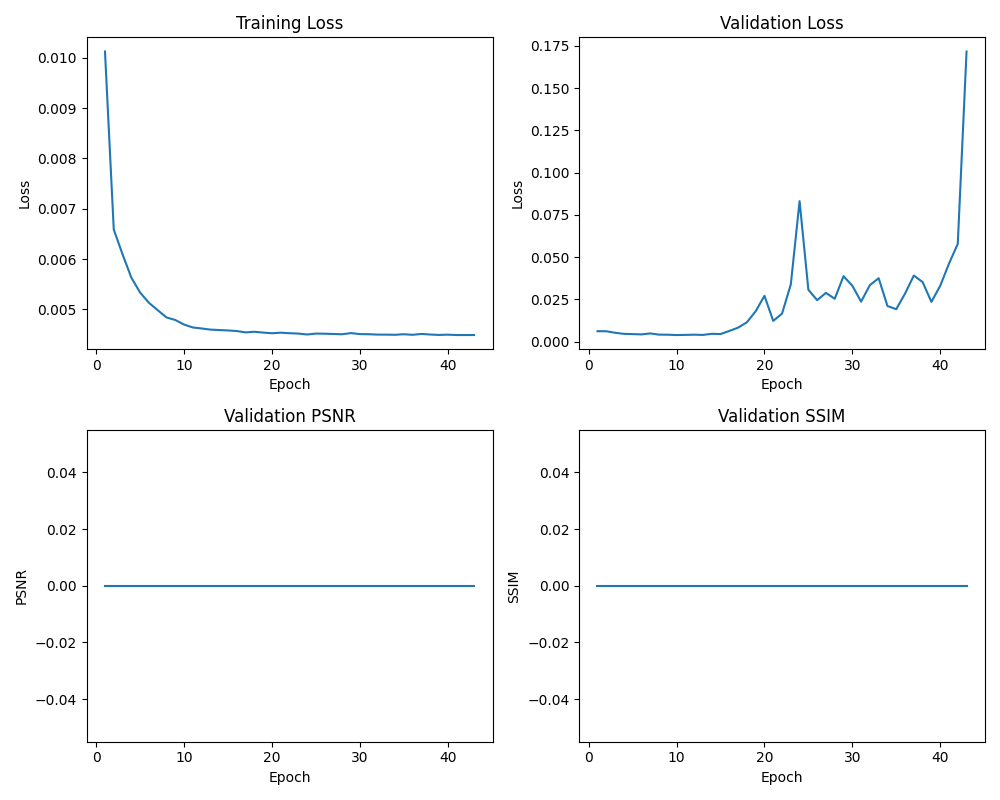 Training Loss
Validation Loss
0.010
0.009
0.008
0.007
0.006
0.005
Loss
0 10 20 30 40
Epoch
0.175
0.150
0.125
0.100
0.075
0.050
0.025
0.000
Loss
0 10 20 30 40
Epoch
Validation PSNR
Validation SSIM
0.04
0.02
0.00
−0.02
−0.04
PSNR
0 10 20 30 40
Epoch
0.04
0.02
0.00
−0.02
−0.04
SSIM
0 10 20 30 40
Epoch